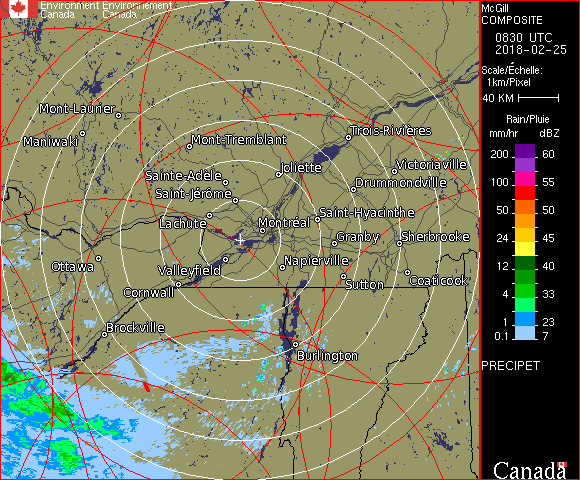 Environment Environnement
Canada Canada
McGill
COMPOSITE
0830 UTC
2018-02-25
Scale/Échelle:
1km/Pixel
40 KM
Rain/Pluie
mm/hr dBZ
200 60
100 55
50 50
24 45
12 40
4 33
1 23
0.1 7
PRECIPET
Canada
Mont-Laurier
Maniwaki
Mont-Tremblant
Trois-Rivières
Sainte-Adèle
Joliette
Victoriaville
Saint-Jérôme
Drummondville
Lachute
Montréal
Saint-Hyacinthe
Granby
Sherbrooke
Ottawa
Valleyfield
Napierville
Cornwall
Sutton
Coaticook
Brockville
Burlington